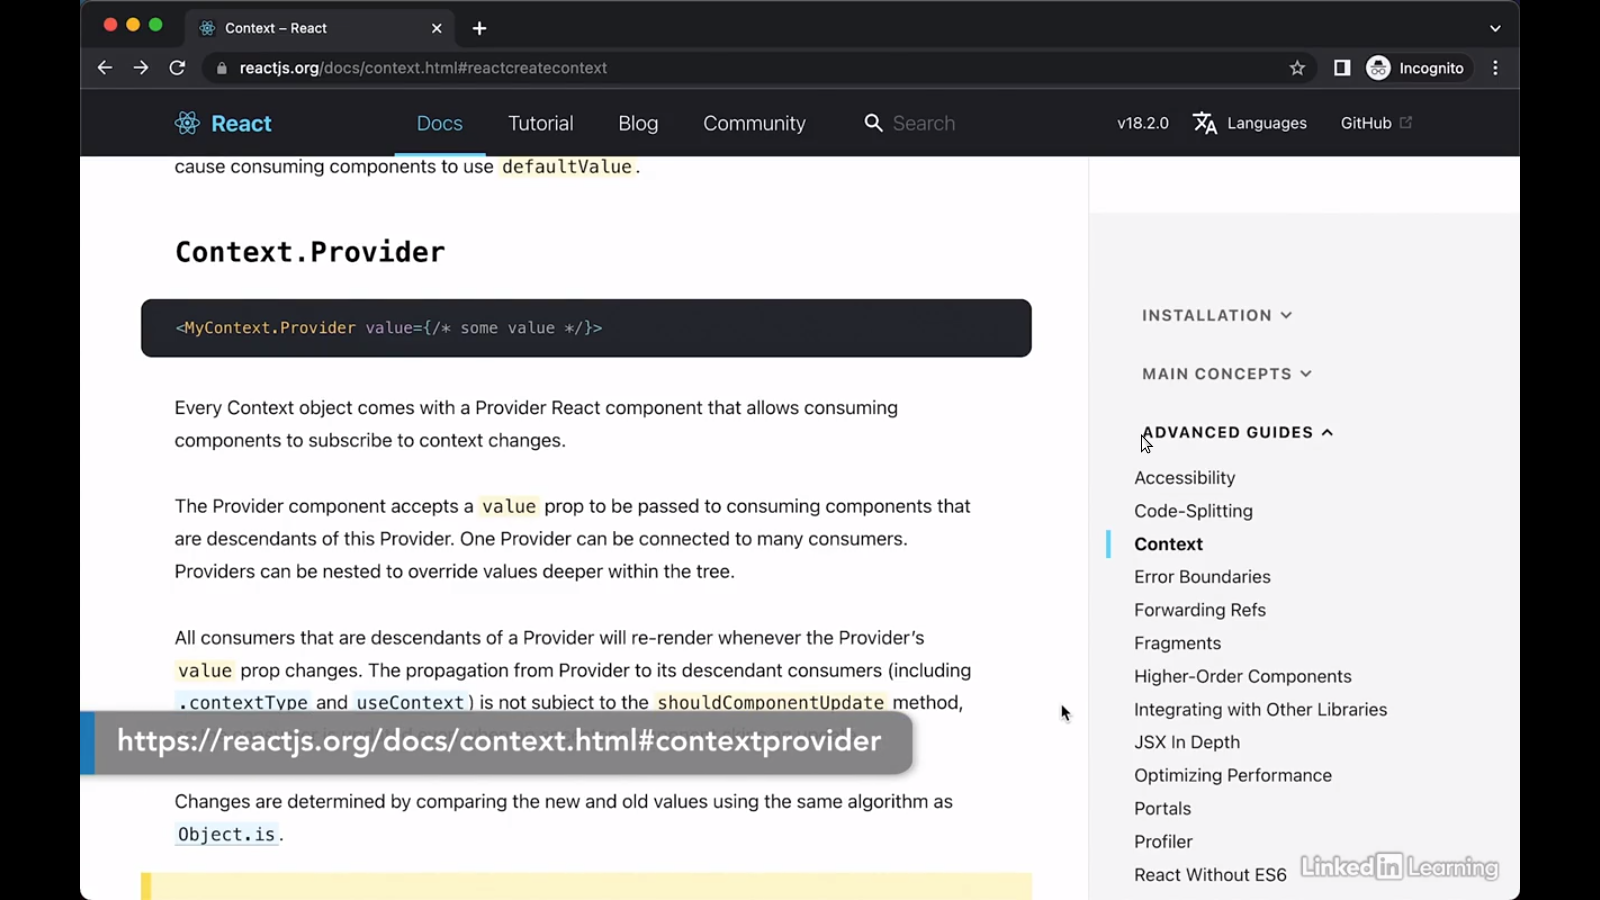 Context – React
reactjs.org/docs/context.html#reactcreatecontext
Incognito
React
Docs
Tutorial
Blog
Community
Search
v18.2.0
Languages
GitHub
cause consuming components to use defaultValue.
Context.Provider
<MyContext.Provider value={/* some value */}>
Every Context object comes with a Provider React component that allows consuming
components to subscribe to context changes.
The Provider component accepts a value prop to be passed to consuming components that
are descendants of this Provider. One Provider can be connected to many consumers.
Providers can be nested to override values deeper within the tree.
All consumers that are descendants of a Provider will re-render whenever the Provider’s
value prop changes. The propagation from Provider to its descendant consumers (including
.contextType and useContext) is not subject to the shouldComponentUpdate method,
https://reactjs.org/docs/context.html#contextprovider
Changes are determined by comparing the new and old values using the same algorithm as
Object.is.
INSTALLATION
MAIN CONCEPTS
ADVANCED GUIDES
Accessibility
Code-Splitting
Context
Error Boundaries
Forwarding Refs
Fragments
Higher-Order Components
Integrating with Other Libraries
JSX In Depth
Optimizing Performance
Portals
Profiler
React Without ES6
LinkedIn Learning